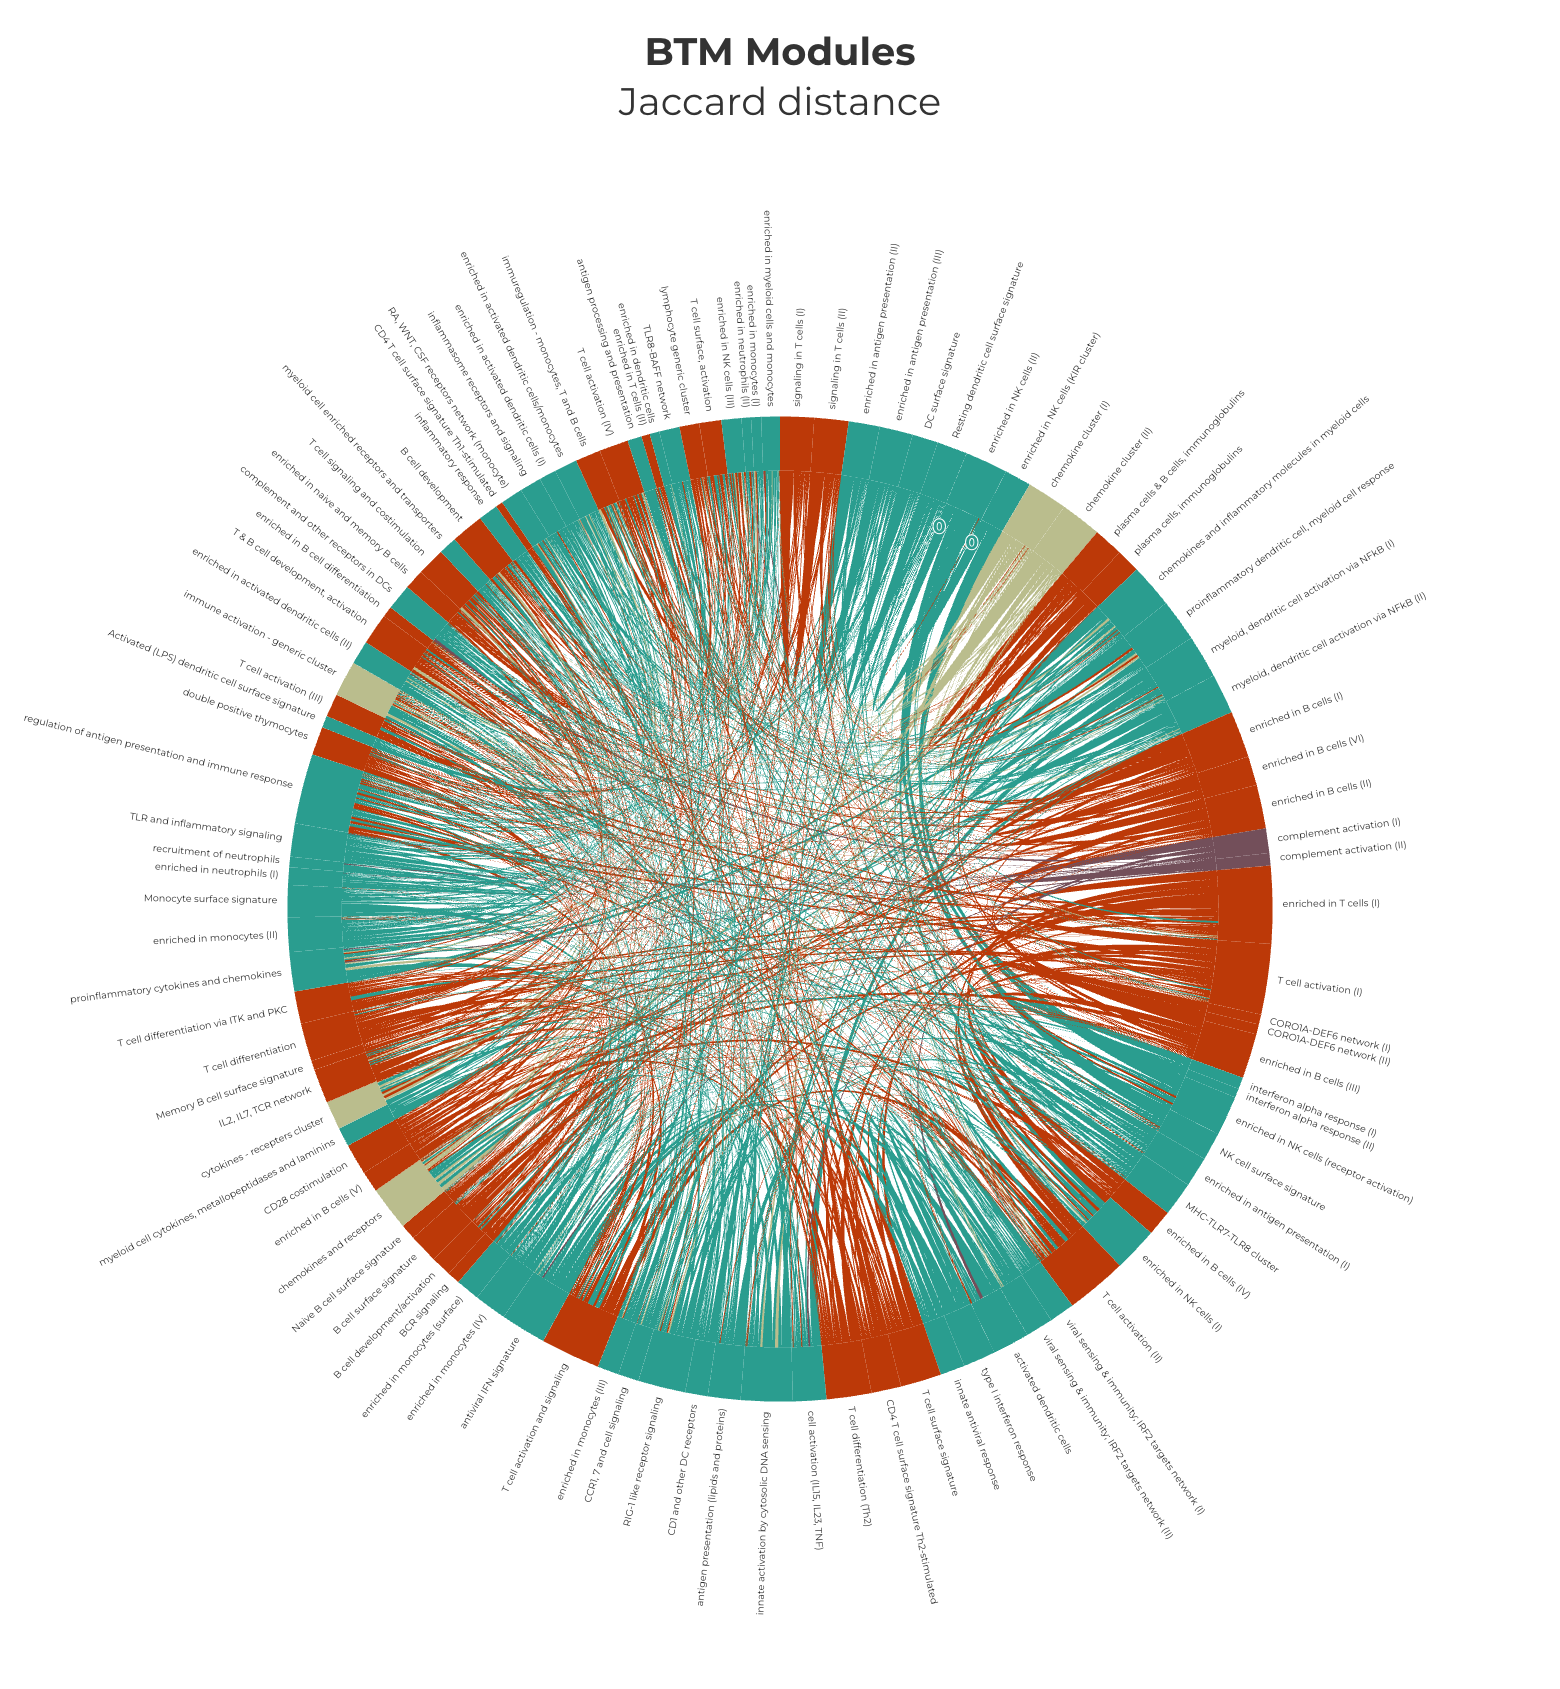 BTM Modules
Jaccard distance
signaling in T cells (I)
signaling in T cells (II)
enriched in antigen presentation (II)
enriched in antigen presentation (III)
DC surface signature
Resting dendritic cell surface signature
enriched in NK cells (II)
enriched in NK cells (KIR cluster)
chemokine cluster (I)
chemokine cluster (II)
plasma cells & B cells, immunoglobulins
plasma cells, immunoglobulins
chemokines and inflammatory molecules in myeloid cells
proinflammatory dendritic cell, myeloid cell response
myeloid, dendritic cell activation via NFkB (I)
myeloid, dendritic cell activation via NFkB (II)
enriched in B cells (I)
enriched in B cells (VI)
enriched in B cells (II)
complement activation (I)
complement activation (II)
enriched in T cells (I)
T cell activation (I)
CORO1A-DEF6 network (I)
CORO1A-DEF6 network (II)
enriched in B cells (III)
interferon alpha response (I)
interferon alpha response (II)
enriched in NK cells (receptor activation)
NK cell surface signature
enriched in antigen presentation (I)
MHC-TLR7-TLR8 cluster
enriched in B cells (IV)
enriched in NK cells (I)
T cell activation (II)
viral sensing & immunity; IRF2 targets network (I)
viral sensing & immunity; IRF2 targets network (II)
activated dendritic cells
type I interferon response
innate antiviral response
T cell surface signature
CD4 T cell surface signature Th2-stimulated
T cell differentiation (Th2)
cell activation (IL15, IL23, TNF)
innate activation by cytosolic DNA sensing
antigen presentation (lipids and proteins)
CD1 and other DC receptors
RIG-1 like receptor signaling
CCR1, 7 and cell signaling
enriched in monocytes (III)
T cell activation and signaling
antiviral IFN signature
enriched in monocytes (IV)
enriched in monocytes (surface)
BCR signaling
B cell development/activation
B cell surface signature
Naive B cell surface signature
chemokines and receptors
enriched in B cells (V)
CD28 costimulation
myeloid cell cytokines, metallopeptidases and laminins
cytokines - recepters cluster
IL2, IL7, TCR network
Memory B cell surface signature
T cell differentiation
T cell differentiation via ITK and PKC
proinflammatory cytokines and chemokines
enriched in monocytes (II)
Monocyte surface signature
enriched in neutrophils (I)
recruitment of neutrophils
TLR and inflammatory signaling
regulation of antigen presentation and immune response
double positive thymocytes
Activated (LPS) dendritic cell surface signature
T cell activation (III)
immune activation - generic cluster
enriched in activated dendritic cells (II)
T & B cell development, activation
enriched in B cell differentiation
complement and other receptors in DCs
enriched in naive and memory B cells
T cell signaling and costimulation
myeloid cell enriched receptors and transporters
B cell development
inflammatory response
CD4 T cell surface signature Th1-stimulated
RA, WNT, CSF receptors network (monocyte)
inflammasome receptors and signaling
enriched in activated dendritic cells (I)
enriched in activated dendritic cells/monocytes
immuregulation - monocytes, T and B cells
T cell activation (IV)
antigen processing and presentation
enriched in T cells (II)
enriched in dendritic cells
TLR8-BAFF network
lymphocyte generic cluster
T cell surface, activation
enriched in NK cells (III)
enriched in neutrophils (II)
enriched in monocytes (I)
enriched in myeloid cells and monocytes